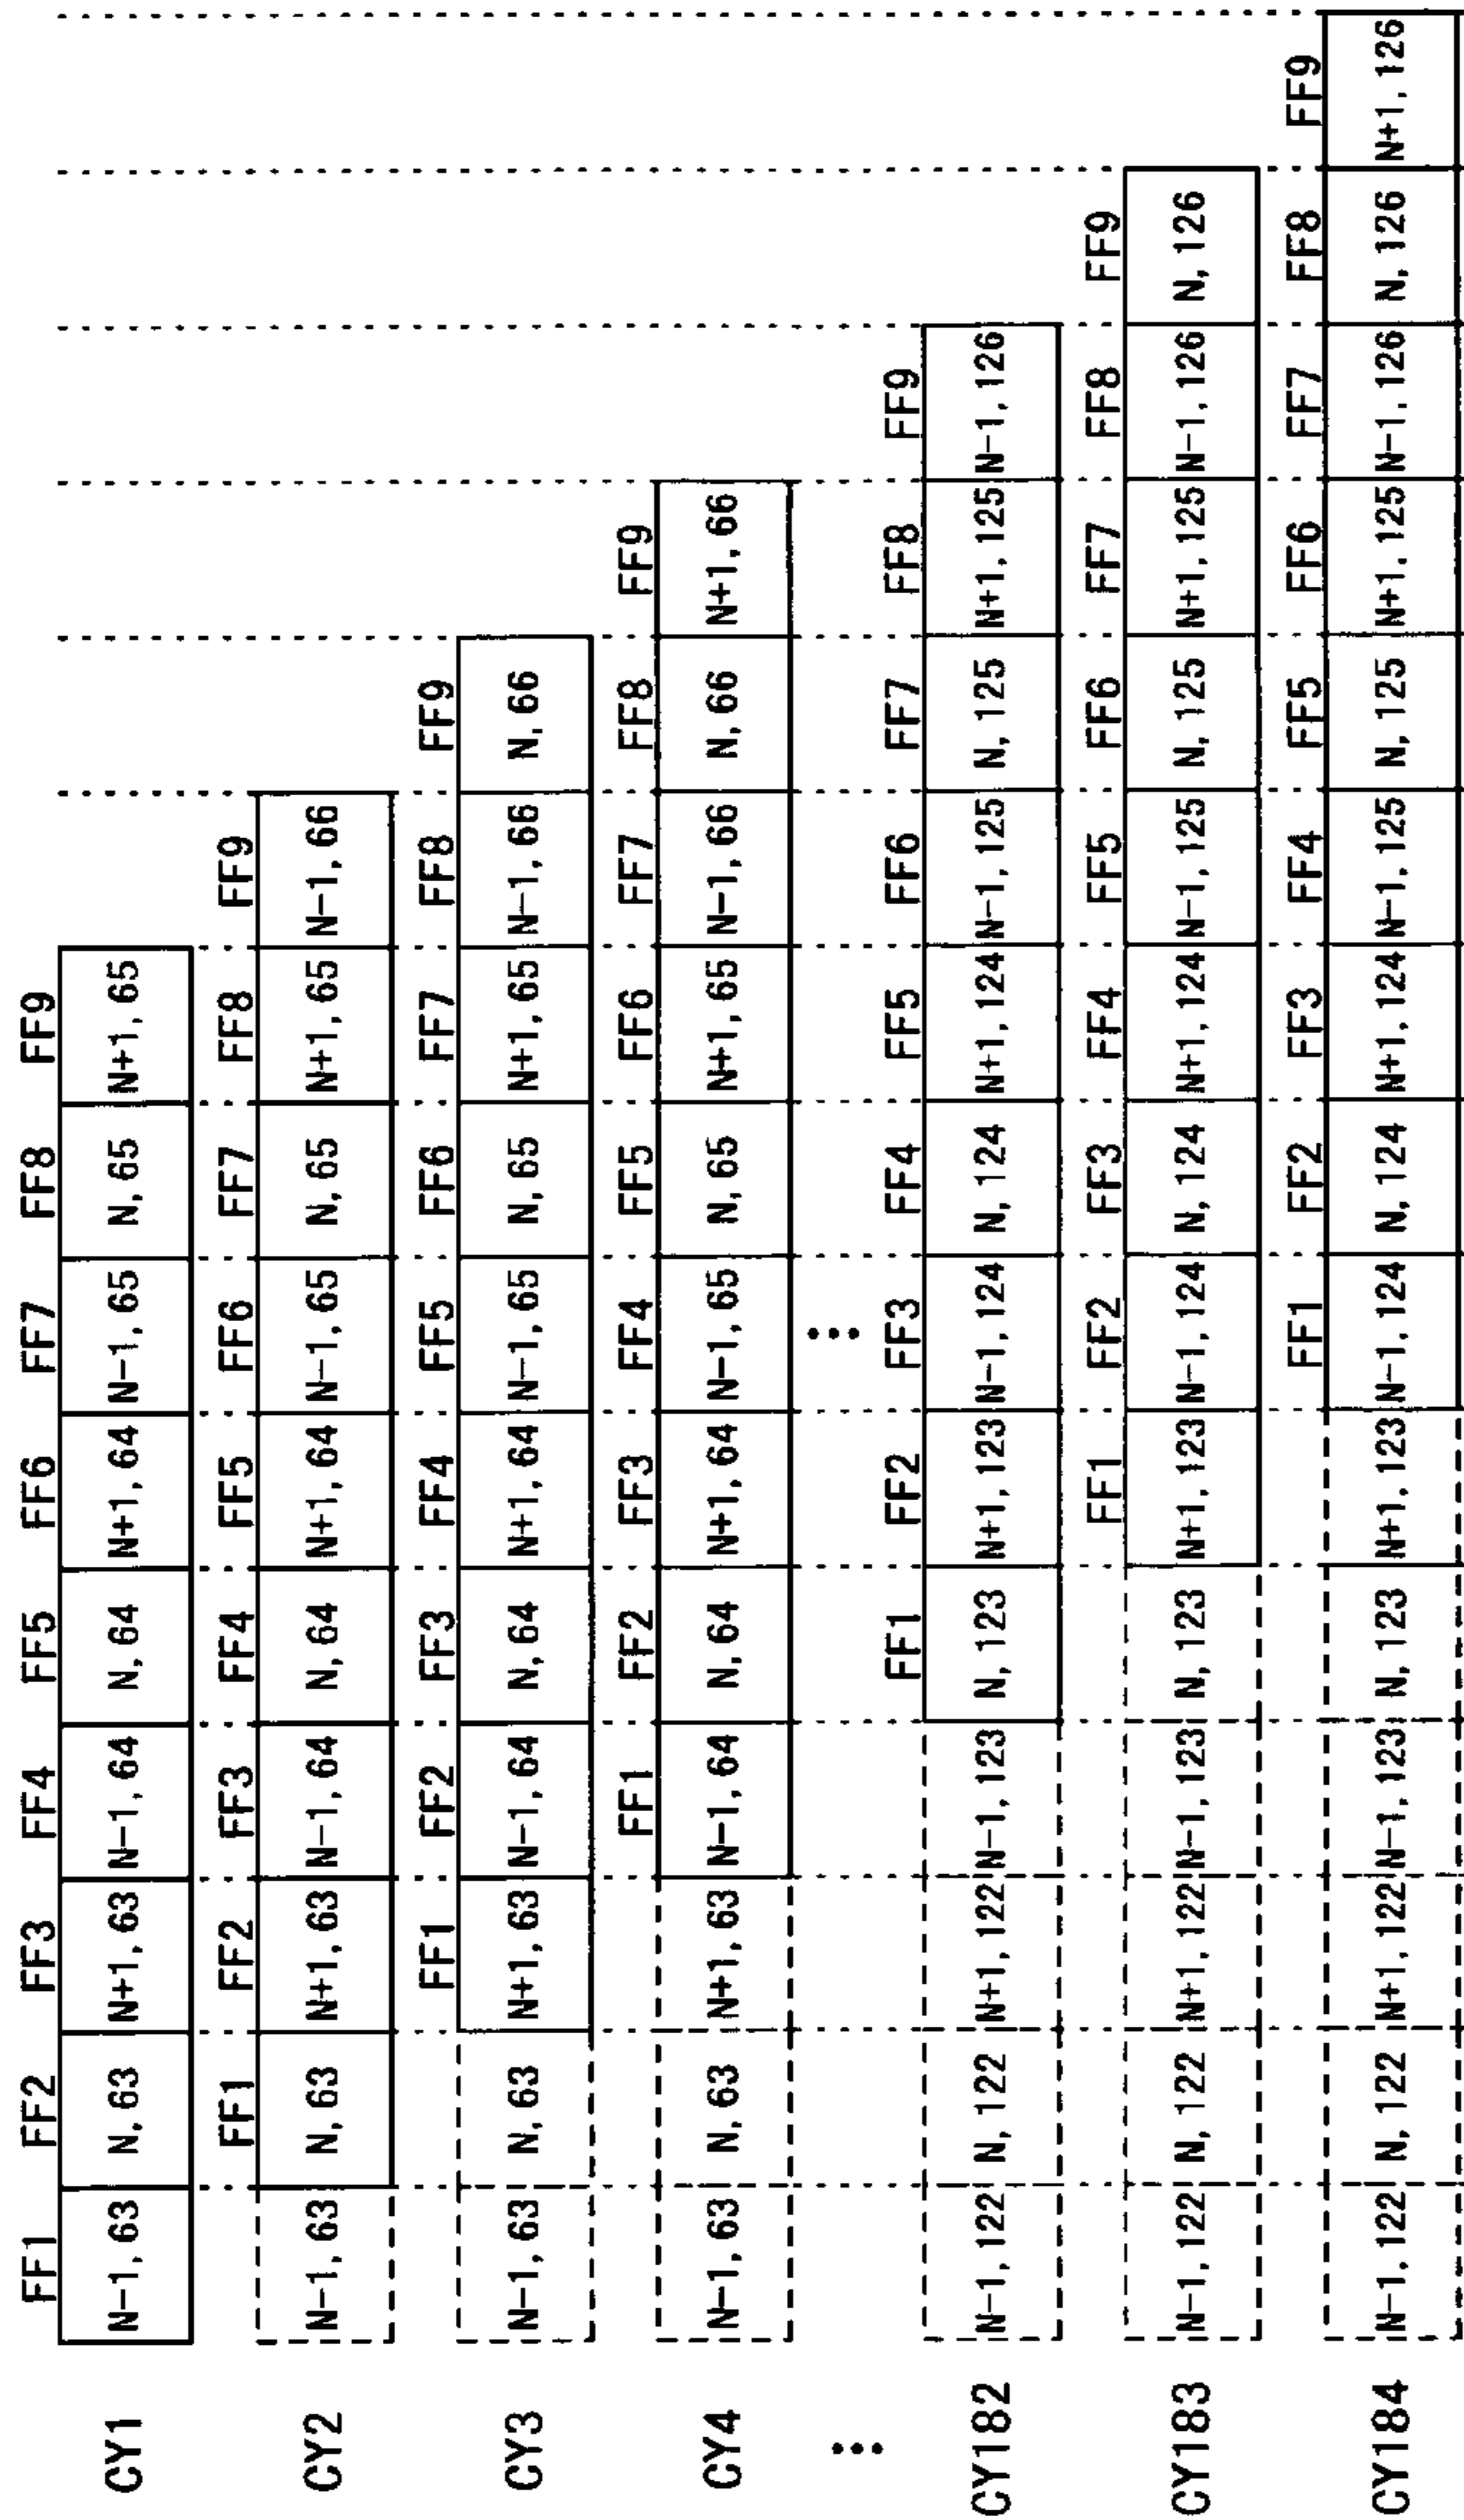 FF1 FF2 FF3 FF4 FF5 FF6 FF7 FF8 FF9
CY1 N-1,63 N,63 N+1,63 N-1,64 N,64 N+1,64 N-1,65 N,65 N+1,65
FF1 FF2 FF3 FF4 FF5 FF6 FF7 FF8 FF9
CY2 N-1,63 N,63 N+1,63 N-1,64 N,64 N+1,64 N-1,65 N,65 N+1,65 N-1,66
FF1 FF2 FF3 FF4 FF5 FF6 FF7 FF8 FF9
CY3 N-1,63 N,63 N+1,63 N-1,64 N,64 N+1,64 N-1,65 N,65 N+1,65 N-1,66 N,66
FF1 FF2 FF3 FF4 FF5 FF6 FF7 FF8 FF9
CY4 N-1,63 N,63 N+1,63 N-1,64 N,64 N+1,64 N-1,65 N,65 N+1,65 N-1,66 N,66 N+1,66
... ...
FF1 FF2 FF3 FF4 FF5 FF6 FF7 FF8 FF9
CY182 N-1,122 N,122 N+1,122 N-1,123 N,123 N+1,123 N-1,124 N,124 N+1,124 N-1,125 N,125 N+1,125 N-1,126
FF1 FF2 FF3 FF4 FF5 FF6 FF7 FF8 FF9
CY183 N-1,122 N,122 N+1,122 N-1,123 N,123 N+1,123 N-1,124 N,124 N+1,124 N-1,125 N,125 N+1,125 N-1,126 N,126
FF1 FF2 FF3 FF4 FF5 FF6 FF7 FF8 FF9
CY184 N-1,122 N,122 N+1,122 N-1,123 N,123 N+1,123 N-1,124 N,124 N+1,124 N-1,125 N,125 N+1,125 N-1,126 N,126 N+1,126